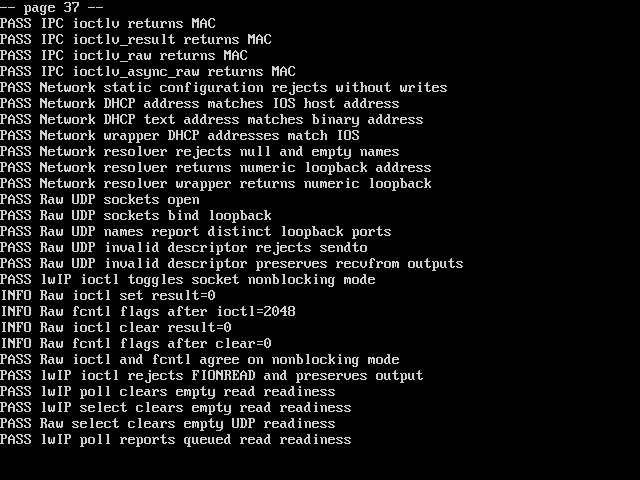 -- page 37 --
PASS IPC ioctlv returns MAC
PASS IPC ioctlv_result returns MAC
PASS IPC ioctlv_raw returns MAC
PASS IPC ioctlv_async_raw returns MAC
PASS Network static configuration rejects without writes
PASS Network DHCP address matches IOS host address
PASS Network DHCP text address matches binary address
PASS Network wrapper DHCP addresses match IOS
PASS Network resolver rejects null and empty names
PASS Network resolver returns numeric loopback address
PASS Network resolver wrapper returns numeric loopback
PASS Raw UDP sockets open
PASS Raw UDP sockets bind loopback
PASS Raw UDP names report distinct loopback ports
PASS Raw UDP invalid descriptor rejects sendto
PASS Raw UDP invalid descriptor preserves recvfrom outputs
PASS lwIP ioctl toggles socket nonblocking mode
INFO Raw ioctl set result=0
INFO Raw fcntl flags after ioctl=2048
INFO Raw ioctl clear result=0
INFO Raw fcntl flags after clear=0
PASS Raw ioctl and fcntl agree on nonblocking mode
PASS lwIP ioctl rejects FIONREAD and preserves output
PASS lwIP poll clears empty read readiness
PASS lwIP select clears empty read readiness
PASS Raw select clears empty UDP readiness
PASS lwIP poll reports queued read readiness